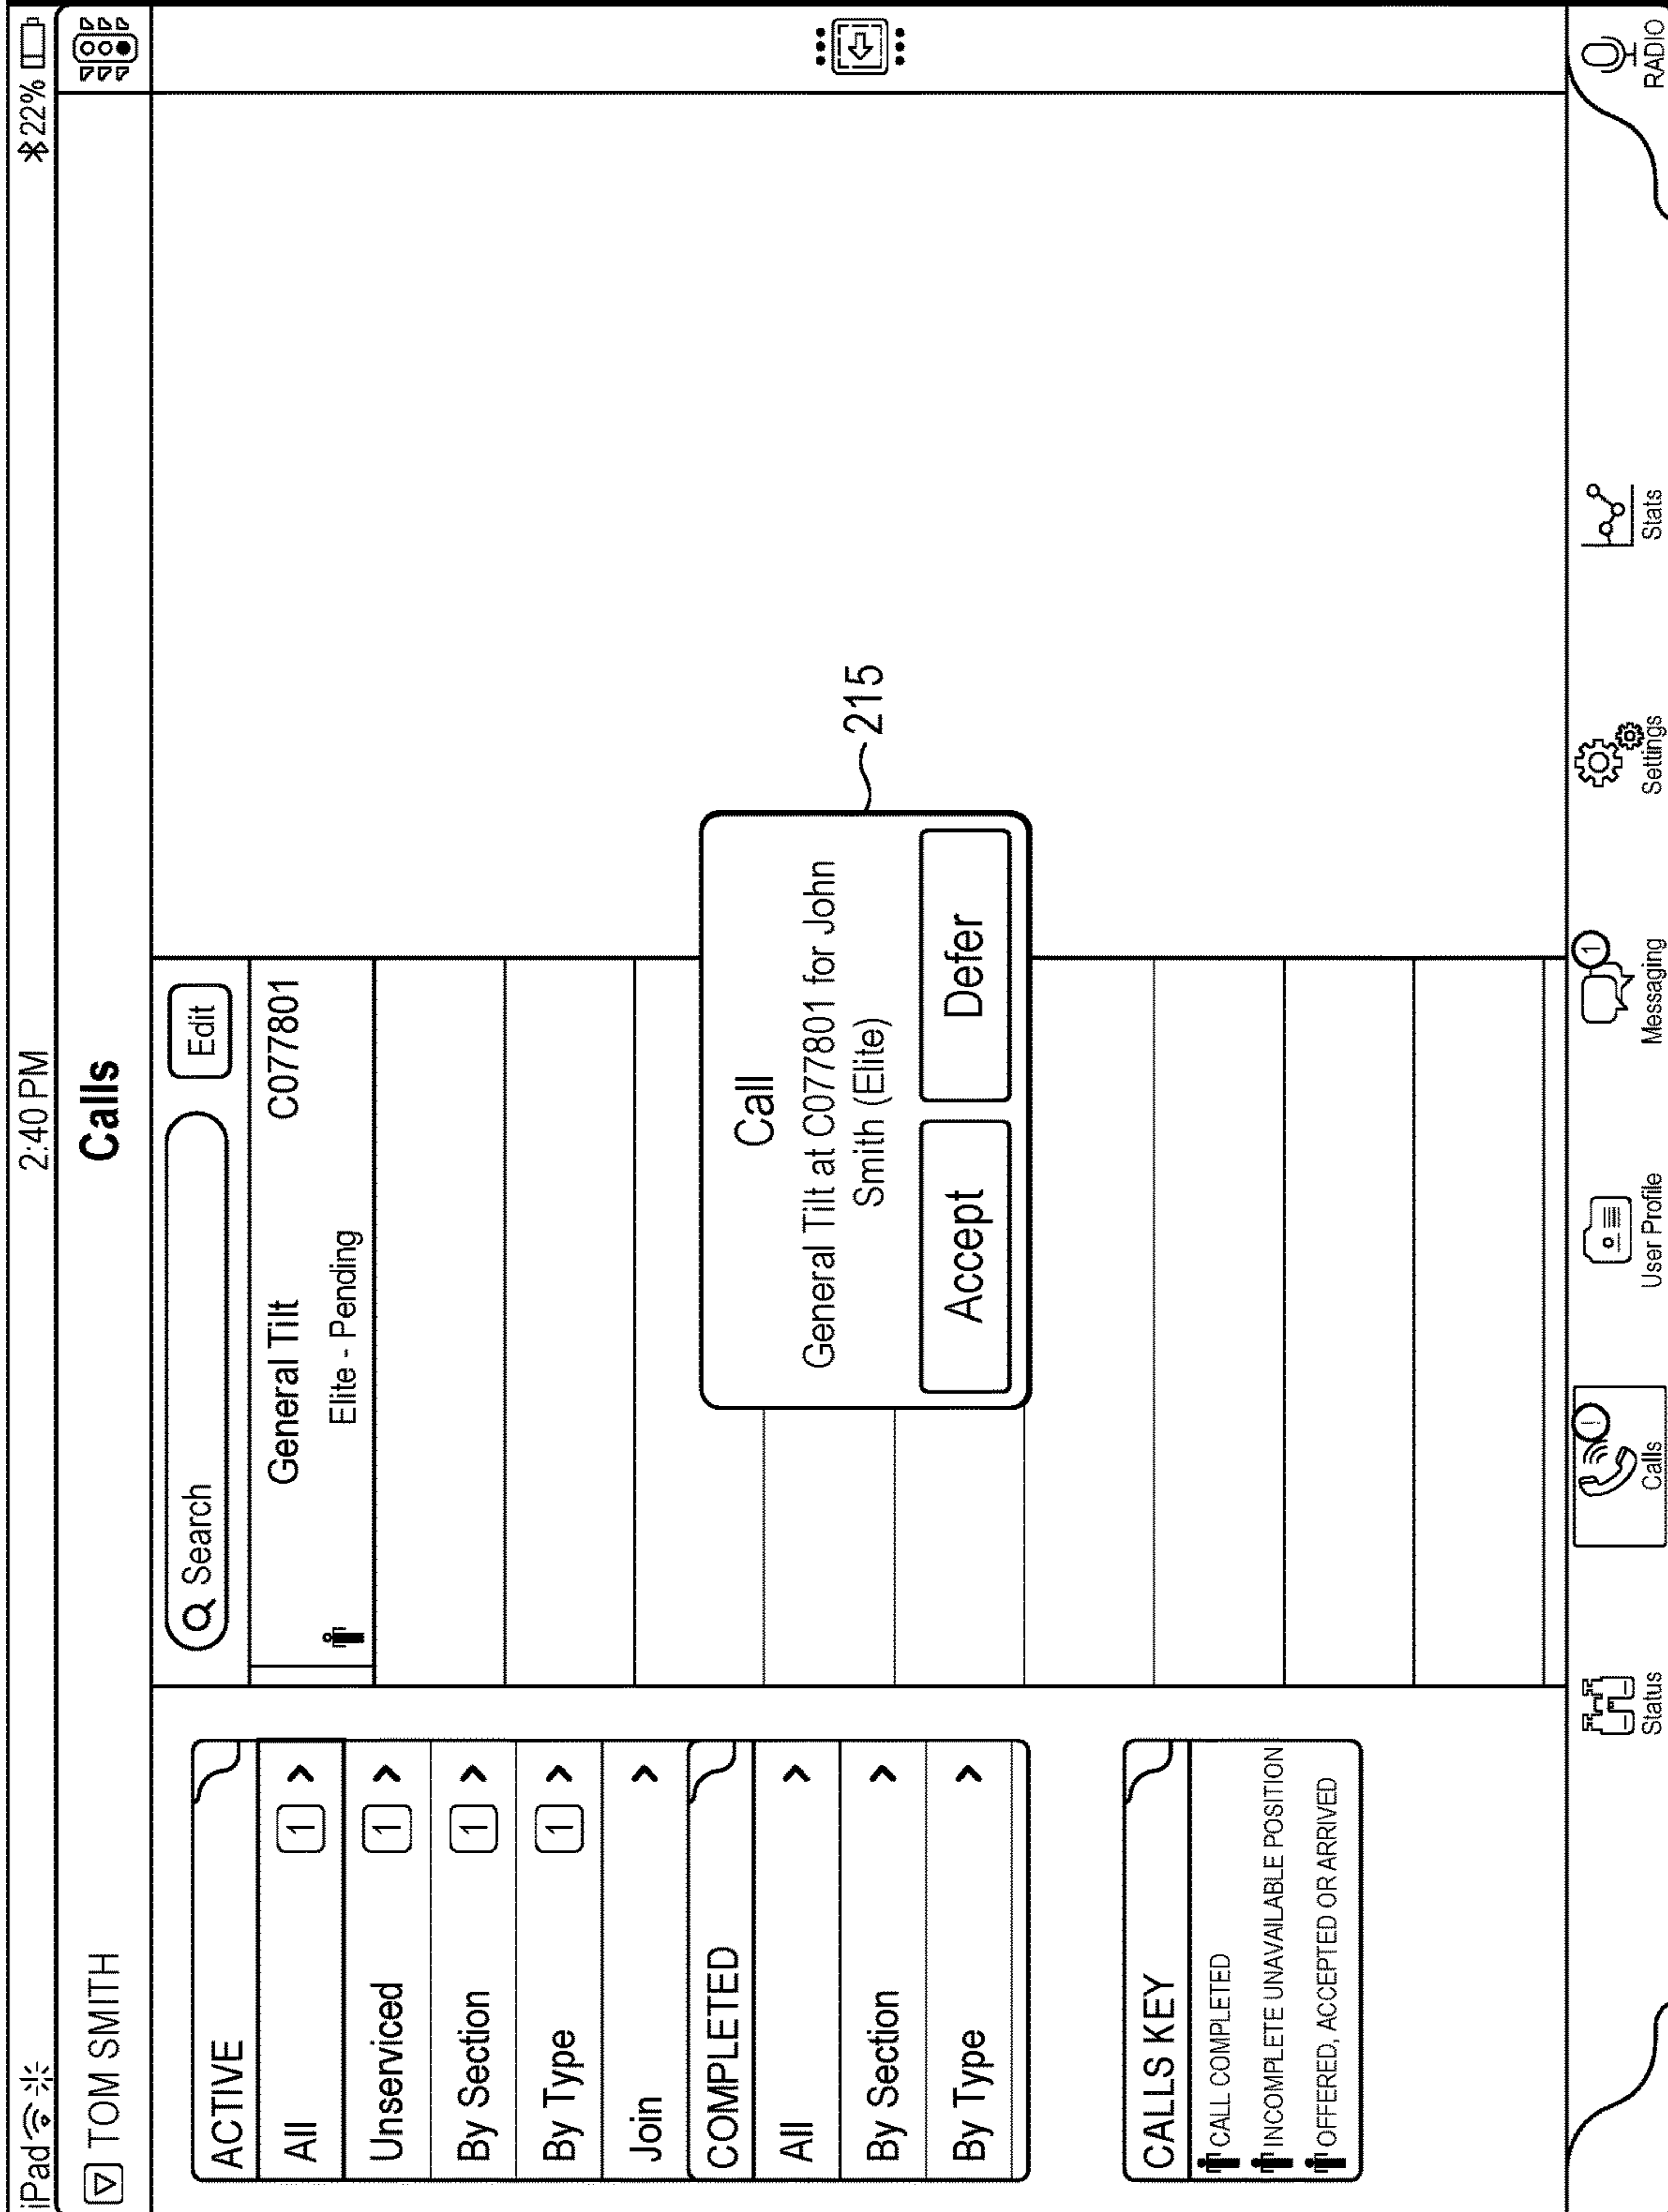 iPad
2:40 PM
22%
TOM SMITH
Calls
ACTIVE
All 1
Unserviced 1
By Section 1
By Type 1
Join
COMPLETED
All
By Section
By Type
CALLS KEY
CALL COMPLETED
INCOMPLETE UNAVAILABLE POSITION
OFFERED, ACCEPTED OR ARRIVED
Search
Edit
General Tilt C077801
Elite - Pending
Call
General Tilt at C077801 for John
Smith (Elite)
Accept Defer
215
Status
! Calls
User Profile
1 Messaging
Settings
Stats
RADIO